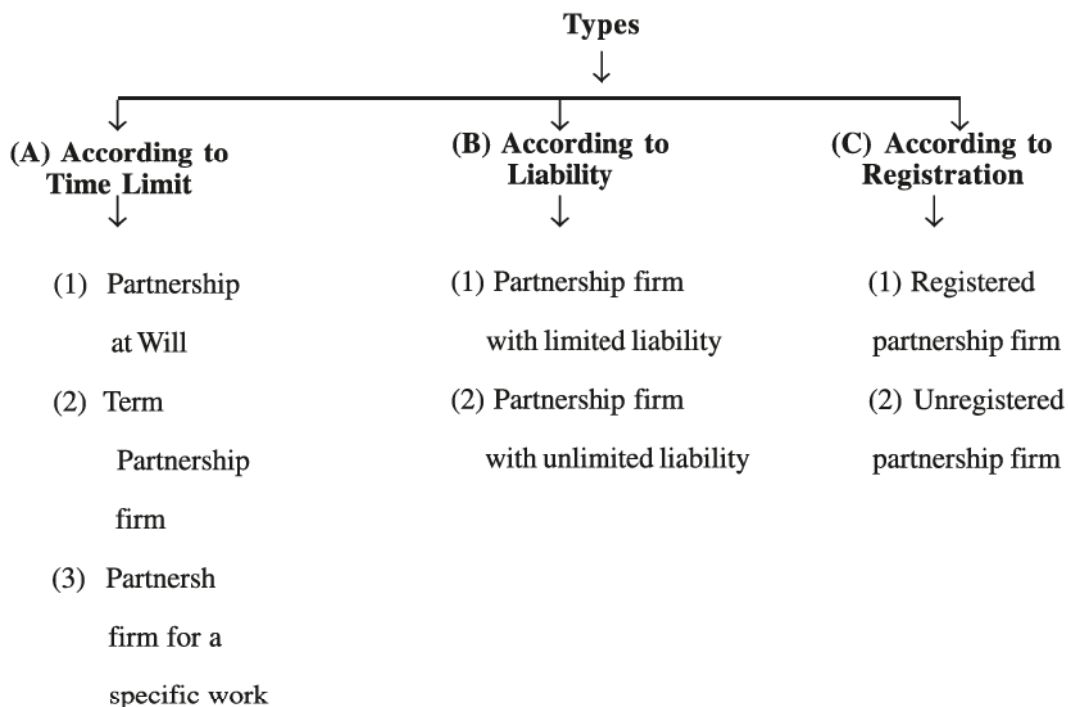 Types
(A) According to
Time Limit
(1) Partnership
at Will
(2) Term
Partnership
firm
(3) Partnersh
firm for a
specific work
(B) According to
Liability
(1) Partnership firm
with limited liability
(2) Partnership firm
with unlimited liability
(C) According to
Registration
(1) Registered
partnership firm
(2) Unregistered
partnership firm